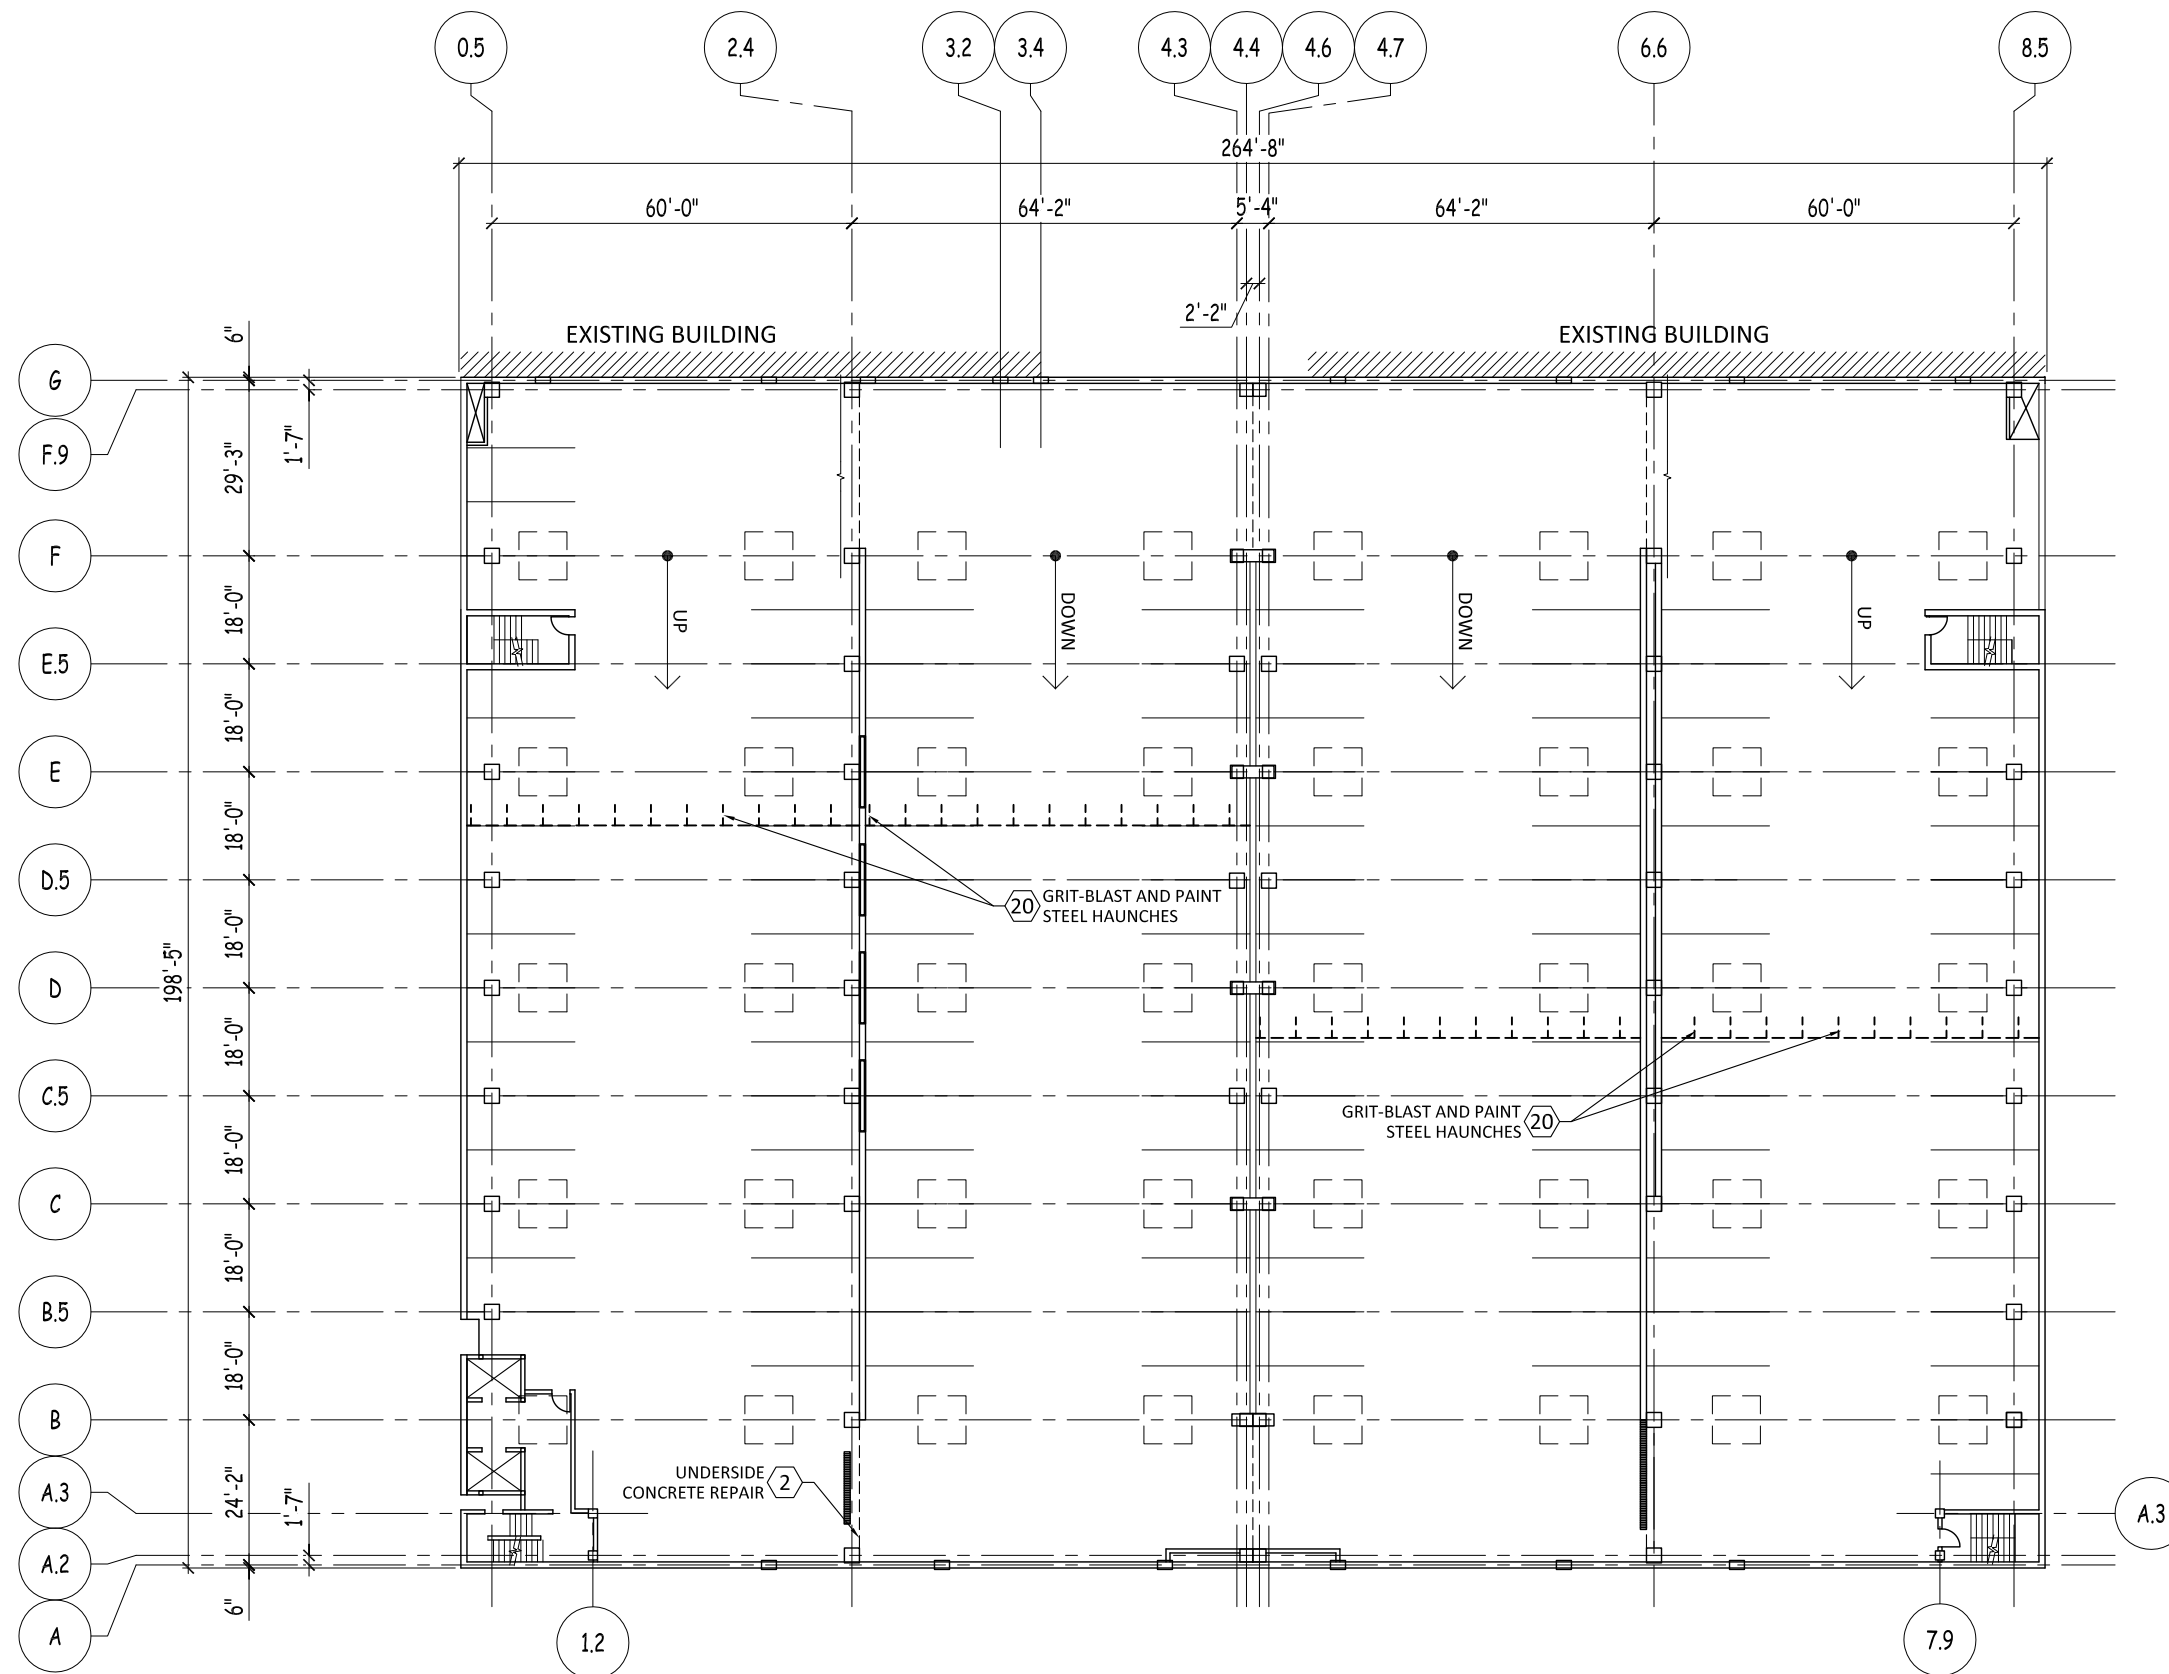 0.5
2.4
3.2
3.4
4.3
4.4
4.6
4.7
6.6
8.5
264'-8"
60'-0"
64'-2"
5'-4"
64'-2"
60'-0"
2'-2"
EXISTING BUILDING
EXISTING BUILDING
6"
G
F.9
1'-7"
29'-3"
F
UP
DOWN
DOWN
UP
18'-0"
E.5
18'-0"
E
18'-0"
D.5
20
GRIT-BLAST AND PAINT
STEEL HAUNCHES
18'-0"
198'-5"
D
18'-0"
C.5
GRIT-BLAST AND PAINT
STEEL HAUNCHES
20
18'-0"
C
18'-0"
B.5
18'-0"
B
UNDERSIDE
CONCRETE REPAIR
2
24'-2"
1'-7"
A.3
A.3
A.2
6"
A
1.2
7.9